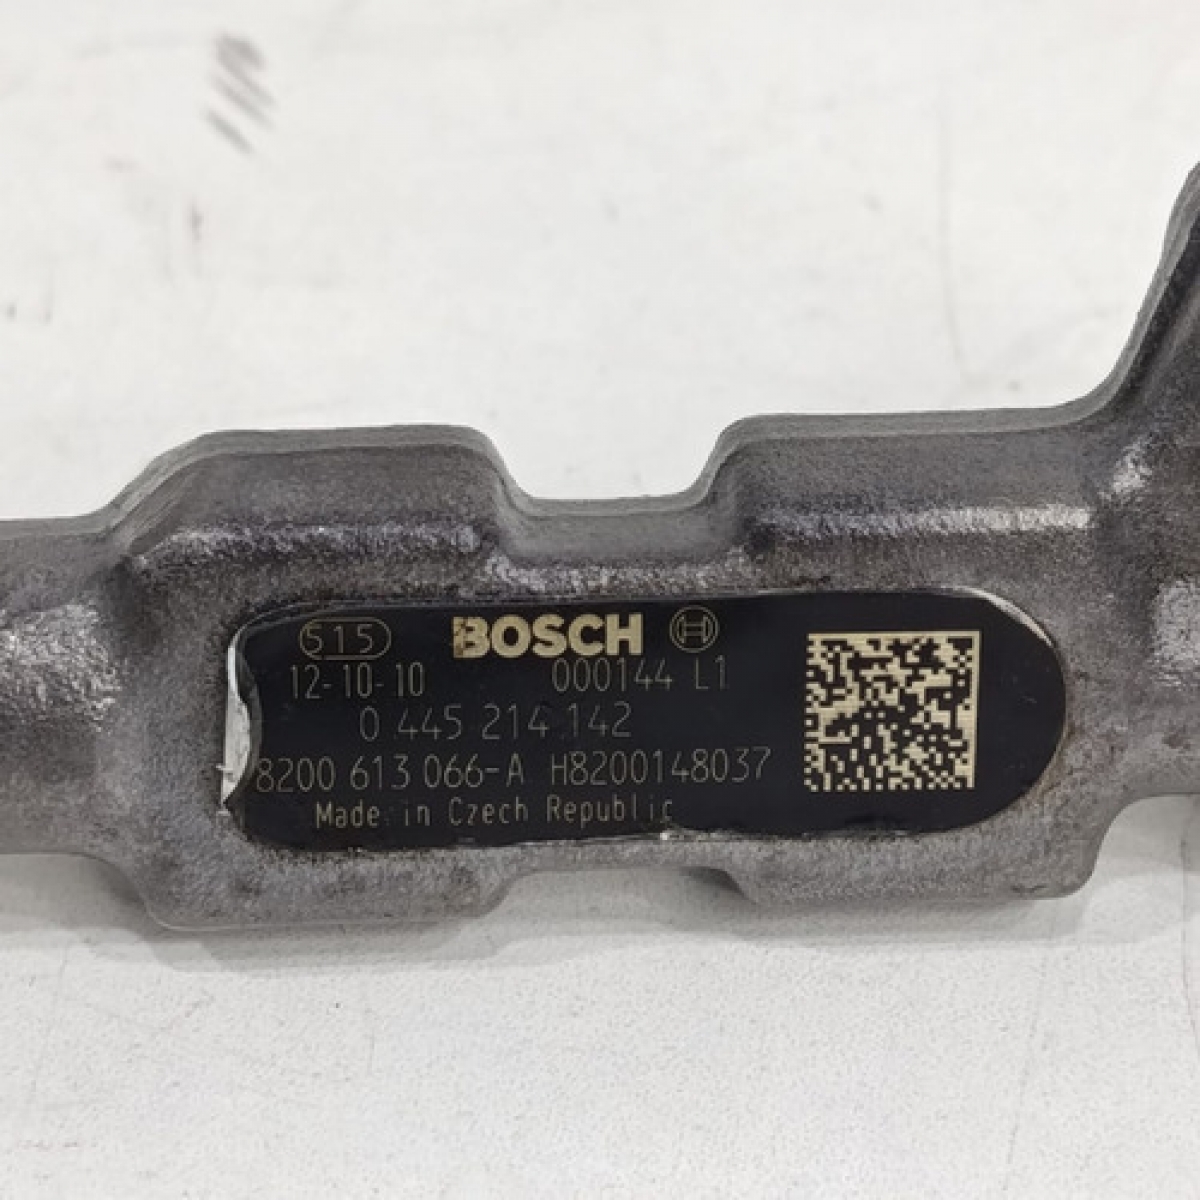 515 BOSCH
12-10-10 000144 L1
0 445 214 142
8200 613 066-A H8200148037
Made in Czech Republic